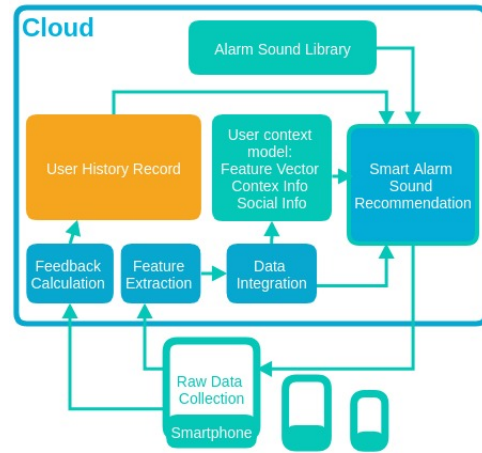 Cloud
Alarm Sound Library
User History Record
User context
model:
Feature Vector
Contex Info
Social Info
Smart Alarm
Sound
Recommendation
Feedback
Calculation
Feature
Extraction
Data
Integration
Raw Data
Collection
Smartphone